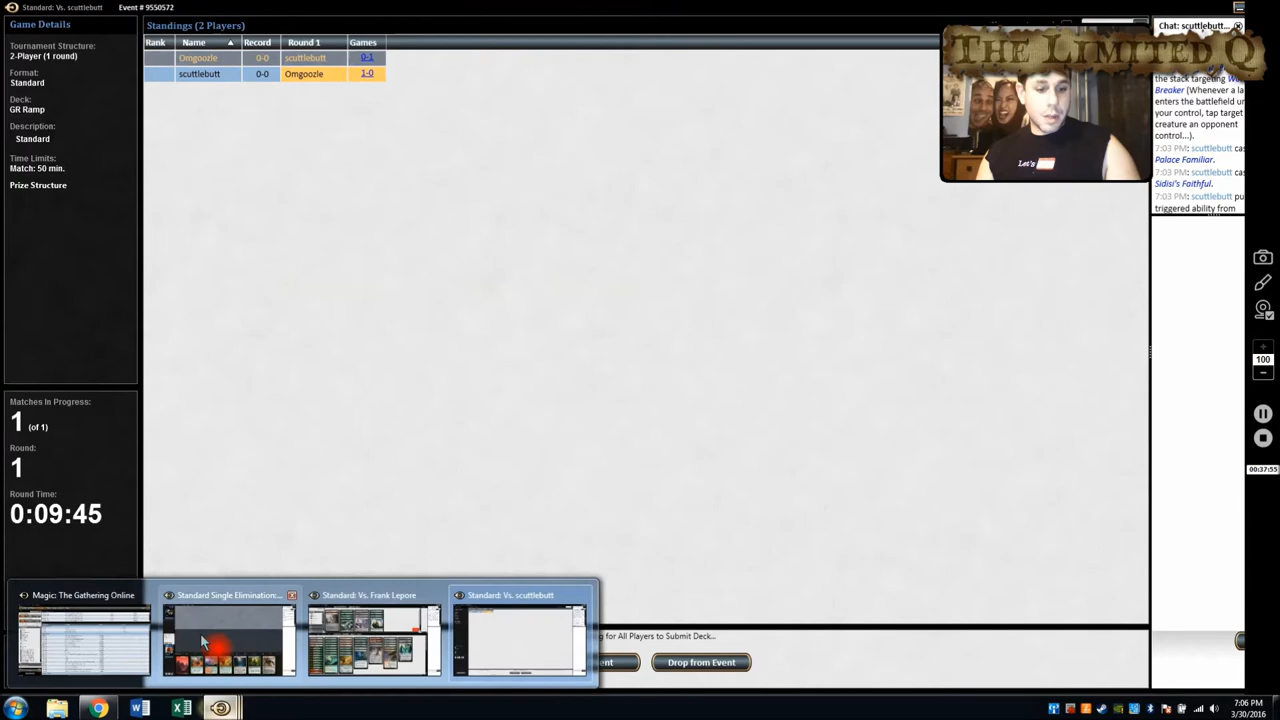 Standard: Vs. scuttlebutt Event # 9550572
Game Details
Tournament Structure:
2-Player (1 round)
Format:
Standard
Deck:
GR Ramp
Description:
Standard
Time Limits:
Match: 50 min.
Prize Structure
Matches In Progress:
1 (of 1)
Round:
1
Round Time:
0:09:45
Standings (2 Players)
Rank Name Record Round 1 Games
Omgoozle 0-0 scuttlebutt 0-1
scuttlebutt 0-0 Omgoozle 1-0
THE LIMITED Q
Let's
Chat: scuttlebutt...
the stack targeting
Breaker (Whenever a la
enters the battlefield un
your control, tap target
creature an opponent
control...).
7:03 PM: scuttlebutt cas
Palace Familiar.
7:03 PM: scuttlebutt cas
Sidisi's Faithful.
7:03 PM: scuttlebutt pu
triggered ability from
100
00:37:55
Magic: The Gathering Online
Standard Single Elimination:...
Standard: Vs. Frank Lepore
Standard: Vs. scuttlebutt
g for All Players to Submit Deck...
ent
Drop from Event
7:06 PM
3/30/2016